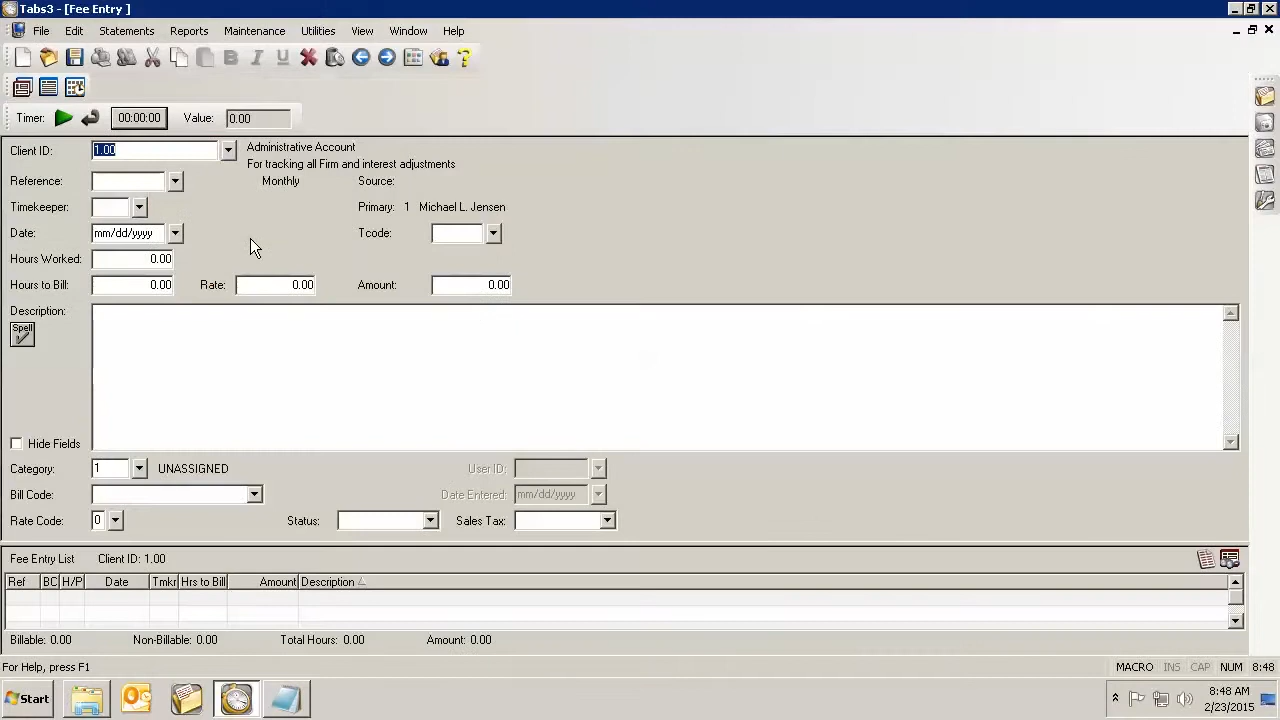 Tabs3 - [Fee Entry ]
File Edit Statements Reports Maintenance Utilities View Window Help
B I U
Timer: 00:00:00 Value: 0.00
Client ID: 1.00 Administrative Account
For tracking all Firm and interest adjustments
Reference: Monthly Source:
Timekeeper: Primary: 1 Michael L. Jensen
Date: mm/dd/yyyy Tcode:
Hours Worked: 0.00
Hours to Bill: 0.00 Rate: 0.00 Amount: 0.00
Description:
Spell
Hide Fields
Category: 1 UNASSIGNED User ID:
Bill Code: Date Entered: mm/dd/yyyy
Rate Code: 0 Status: Sales Tax:
Fee Entry List Client ID: 1.00
Ref BC H/P Date Tmkr Hrs to Bill Amount Description
Billable: 0.00 Non-Billable: 0.00 Total Hours: 0.00 Amount: 0.00
For Help, press F1 MACRO INS CAP NUM 8:48
Start 8:48 AM
2/23/2015